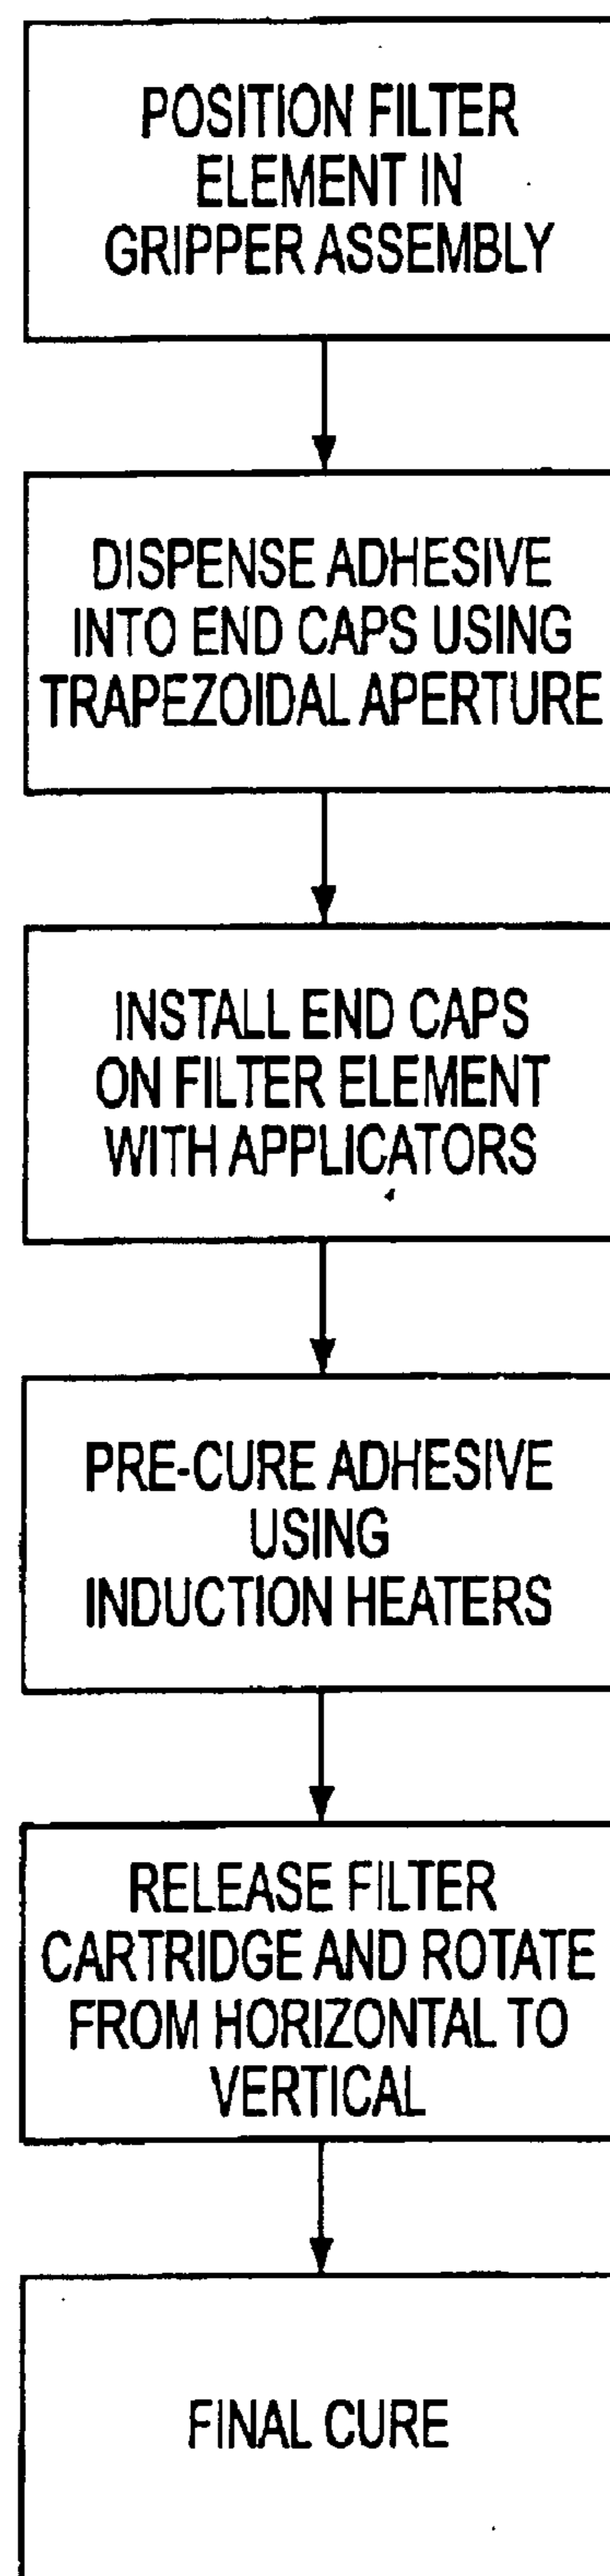 POSITION FILTER
ELEMENT IN
GRIPPER ASSEMBLY
DISPENSE ADHESIVE
INTO END CAPS USING
TRAPEZOIDAL APERTURE
INSTALL END CAPS
ON FILTER ELEMENT
WITH APPLICATORS
PRE-CURE ADHESIVE
USING
INDUCTION HEATERS
RELEASE FILTER
CARTRIDGE AND ROTATE
FROM HORIZONTAL TO
VERTICAL
FINAL CURE